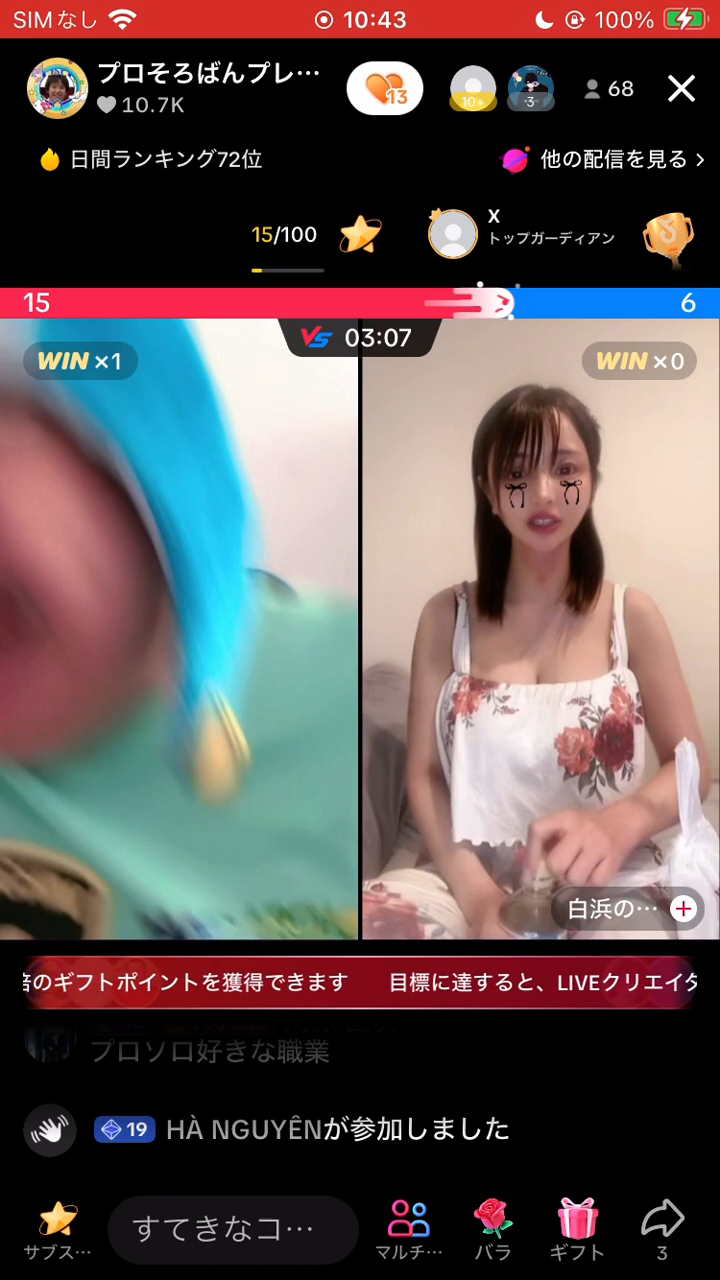 SIMなし 10:43 100%
プロそろばんプレ…
10.7K
13
10+
3
68
日間ランキング72位
他の配信を見る
15/100
X
トップガーディアン
15
6
VS 03:07
WIN ×1
WIN ×0
白浜の…
倍のギフトポイントを獲得できます 目標に達すると、LIVEクリエイタ
プロソロ好きな職業
19 HÀ NGUYÊNが参加しました
すてきなコ…
サブス…
マルチ…
バラ
ギフト
3